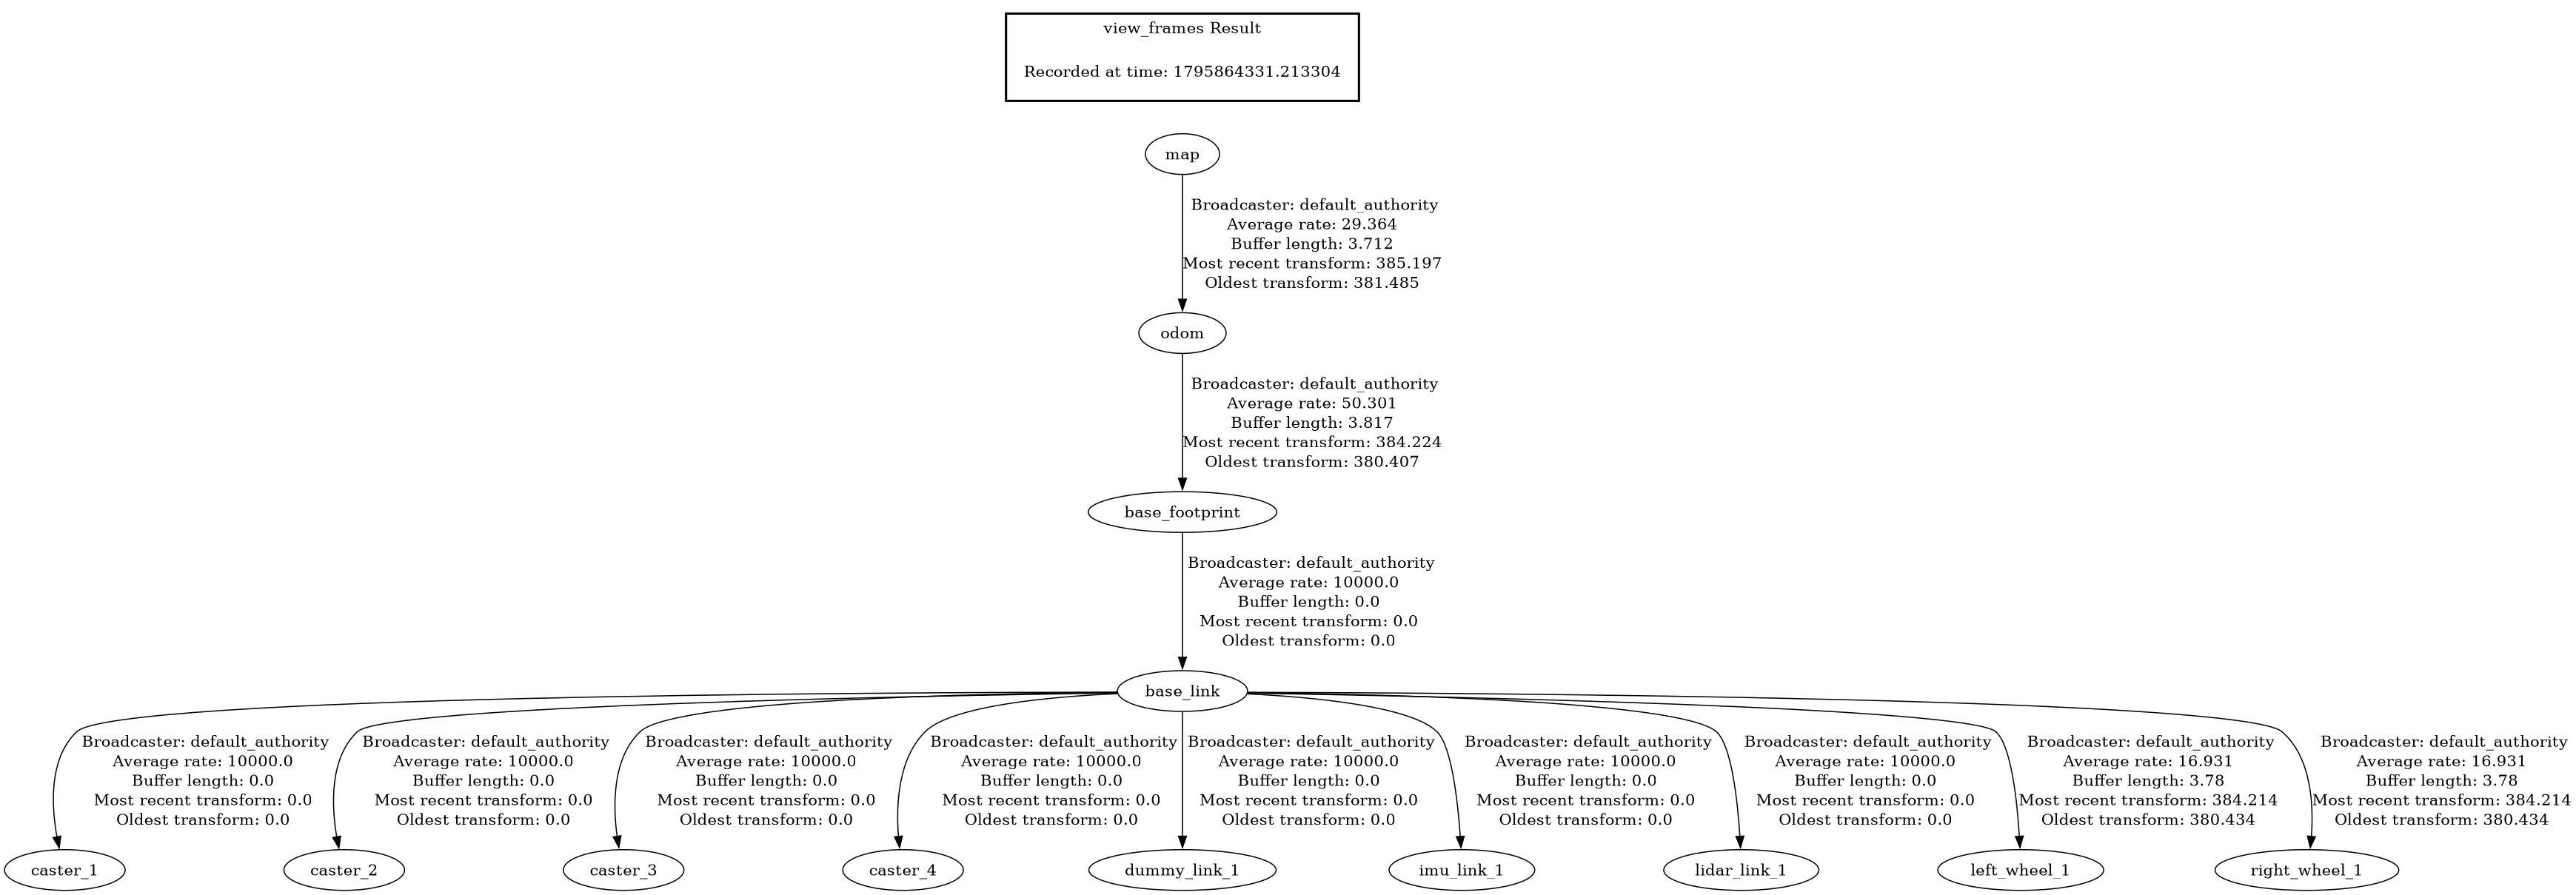 view_frames Result
Recorded at time: 1795864331.213304
map
Broadcaster: default_authority
Average rate: 29.364
Buffer length: 3.712
Most recent transform: 385.197
Oldest transform: 381.485
odom
Broadcaster: default_authority
Average rate: 50.301
Buffer length: 3.817
Most recent transform: 384.224
Oldest transform: 380.407
base_footprint
Broadcaster: default_authority
Average rate: 10000.0
Buffer length: 0.0
Most recent transform: 0.0
Oldest transform: 0.0
base_link
Broadcaster: default_authority
Average rate: 10000.0
Buffer length: 0.0
Most recent transform: 0.0
Oldest transform: 0.0
caster_1
Broadcaster: default_authority
Average rate: 10000.0
Buffer length: 0.0
Most recent transform: 0.0
Oldest transform: 0.0
caster_2
Broadcaster: default_authority
Average rate: 10000.0
Buffer length: 0.0
Most recent transform: 0.0
Oldest transform: 0.0
caster_3
Broadcaster: default_authority
Average rate: 10000.0
Buffer length: 0.0
Most recent transform: 0.0
Oldest transform: 0.0
caster_4
Broadcaster: default_authority
Average rate: 10000.0
Buffer length: 0.0
Most recent transform: 0.0
Oldest transform: 0.0
dummy_link_1
Broadcaster: default_authority
Average rate: 10000.0
Buffer length: 0.0
Most recent transform: 0.0
Oldest transform: 0.0
imu_link_1
Broadcaster: default_authority
Average rate: 10000.0
Buffer length: 0.0
Most recent transform: 0.0
Oldest transform: 0.0
lidar_link_1
Broadcaster: default_authority
Average rate: 16.931
Buffer length: 3.78
Most recent transform: 384.214
Oldest transform: 380.434
left_wheel_1
Broadcaster: default_authority
Average rate: 16.931
Buffer length: 3.78
Most recent transform: 384.214
Oldest transform: 380.434
right_wheel_1